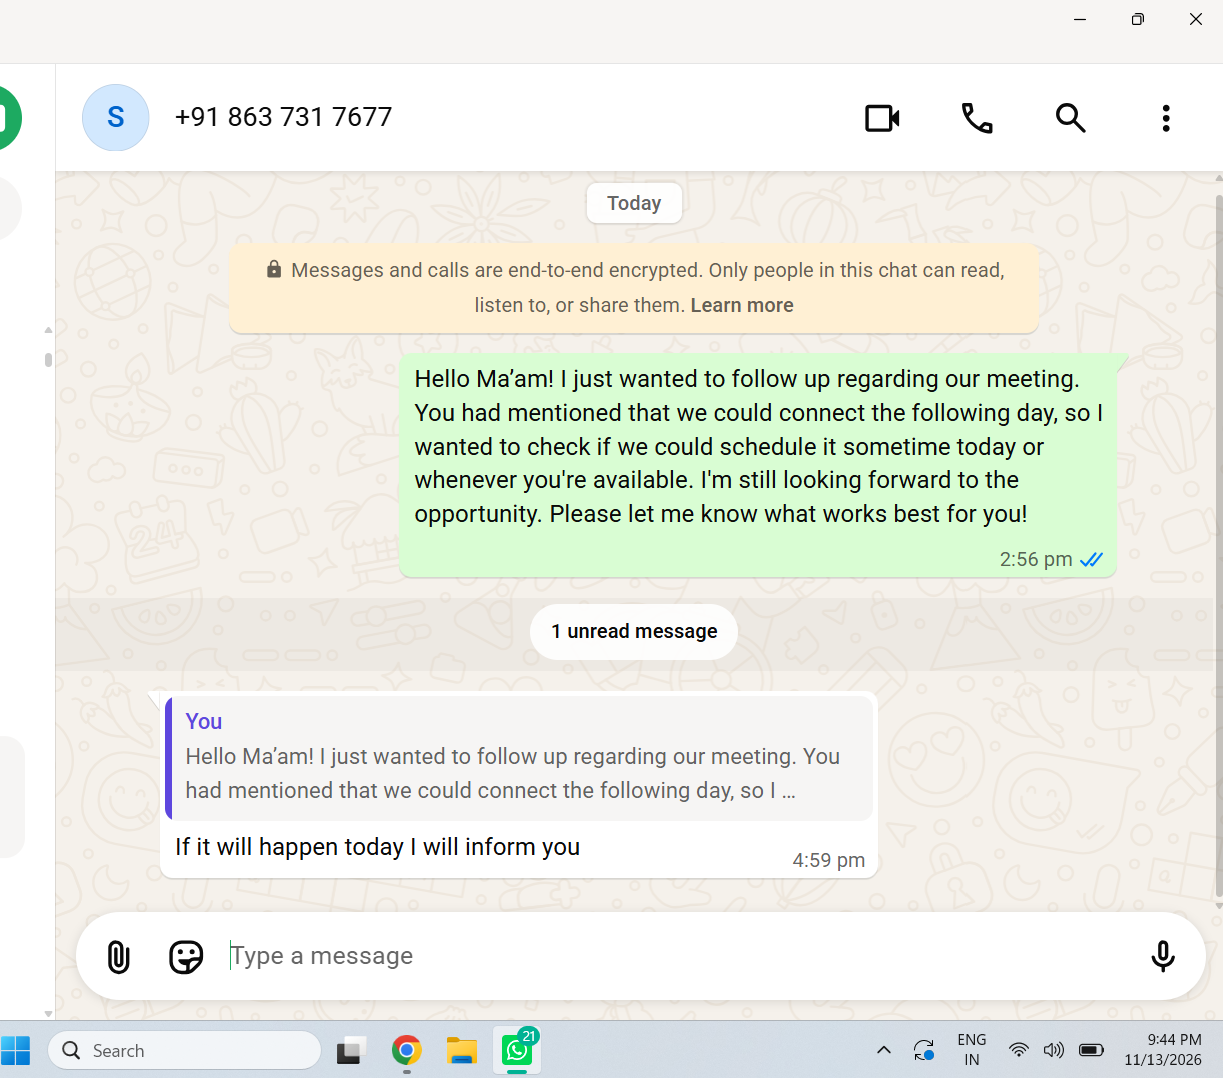 S
+91 863 731 7677
Today
Messages and calls are end-to-end encrypted. Only people in this chat can read,
listen to, or share them. Learn more
Hello Ma’am! I just wanted to follow up regarding our meeting.
You had mentioned that we could connect the following day, so I
wanted to check if we could schedule it sometime today or
whenever you're available. I'm still looking forward to the
opportunity. Please let me know what works best for you!
2:56 pm
1 unread message
You
Hello Ma’am! I just wanted to follow up regarding our meeting. You
had mentioned that we could connect the following day, so I ...
If it will happen today I will inform you
4:59 pm
Type a message
Search
21
ENG
IN
9:44 PM
11/13/2026